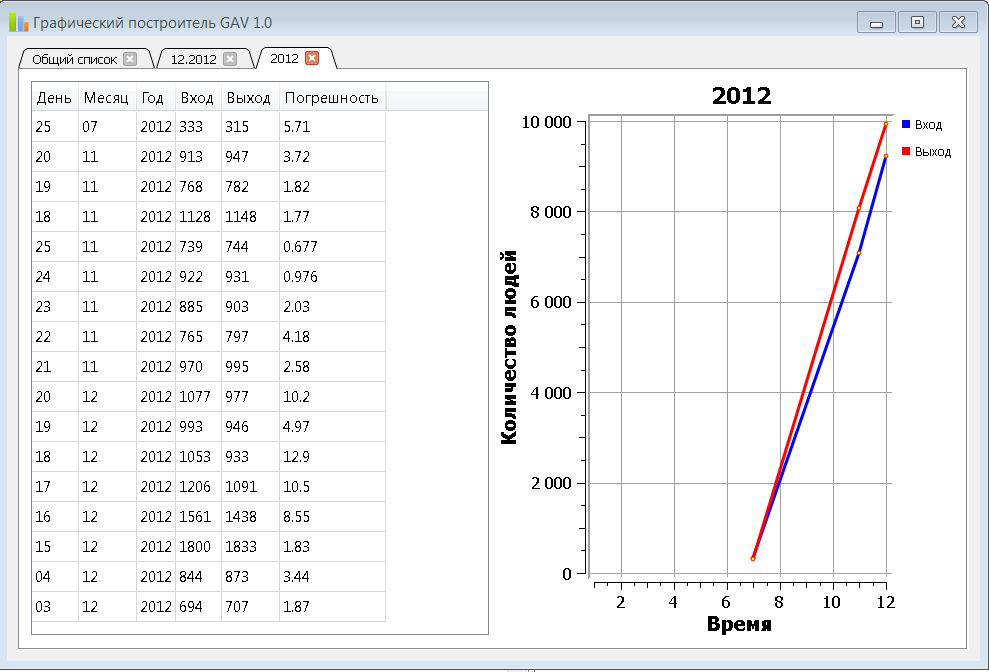 Графический построитель GAV 1.0
Общий список
12.2012
2012
День Месяц Год Вход Выход Погрешность
25 07 2012 333 315 5.71
20 11 2012 913 947 3.72
19 11 2012 768 782 1.82
18 11 2012 1128 1148 1.77
25 11 2012 739 744 0.677
24 11 2012 922 931 0.976
23 11 2012 885 903 2.03
22 11 2012 765 797 4.18
21 11 2012 970 995 2.58
20 12 2012 1077 977 10.2
19 12 2012 993 946 4.97
18 12 2012 1053 933 12.9
17 12 2012 1206 1091 10.5
16 12 2012 1561 1438 8.55
15 12 2012 1800 1833 1.83
04 12 2012 844 873 3.44
03 12 2012 694 707 1.87
2012
Вход
Выход
Количество людей
10 000
8 000
6 000
4 000
2 000
0
2 4 6 8 10 12
Время